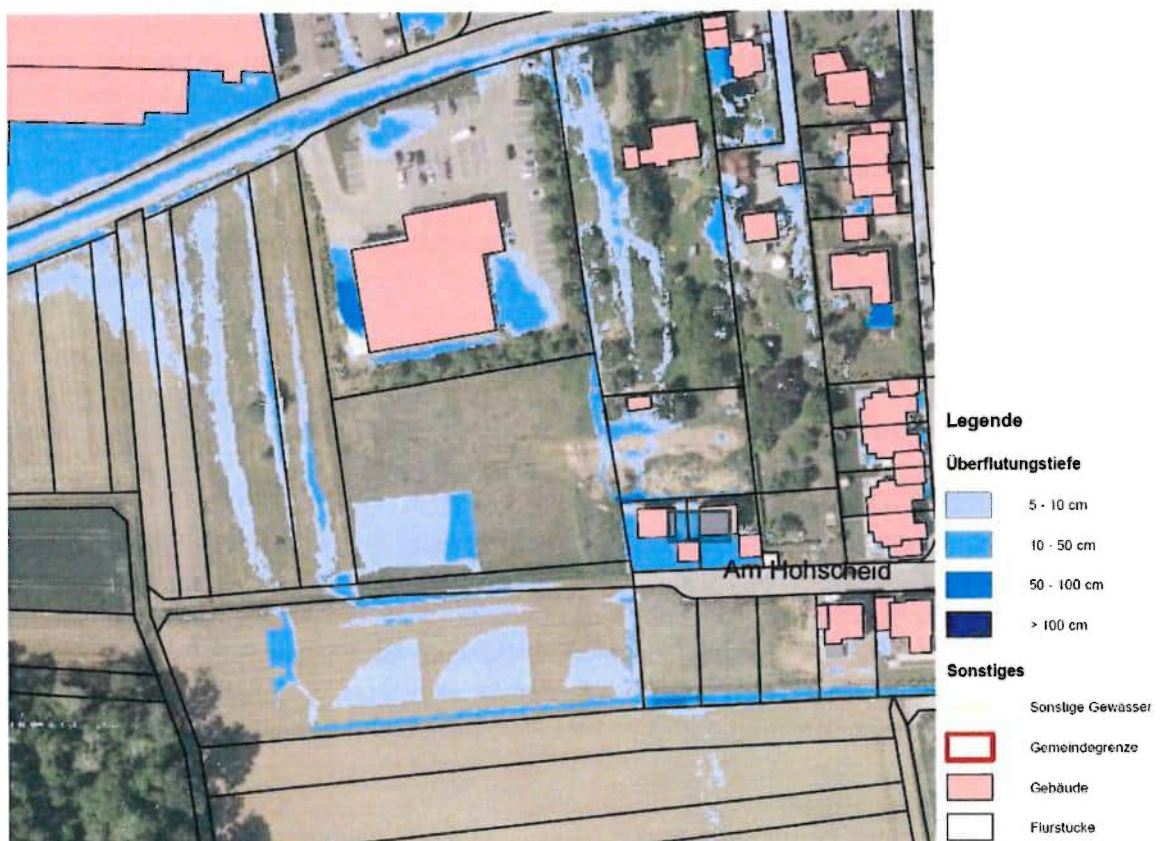 Am Hohscheid
Legende
Überflutungstiefe
5 - 10 cm
10 - 50 cm
50 - 100 cm
> 100 cm
Sonstiges
Sonstige Gewässer
Gemeindegrenze
Gebäude
Flurstucke